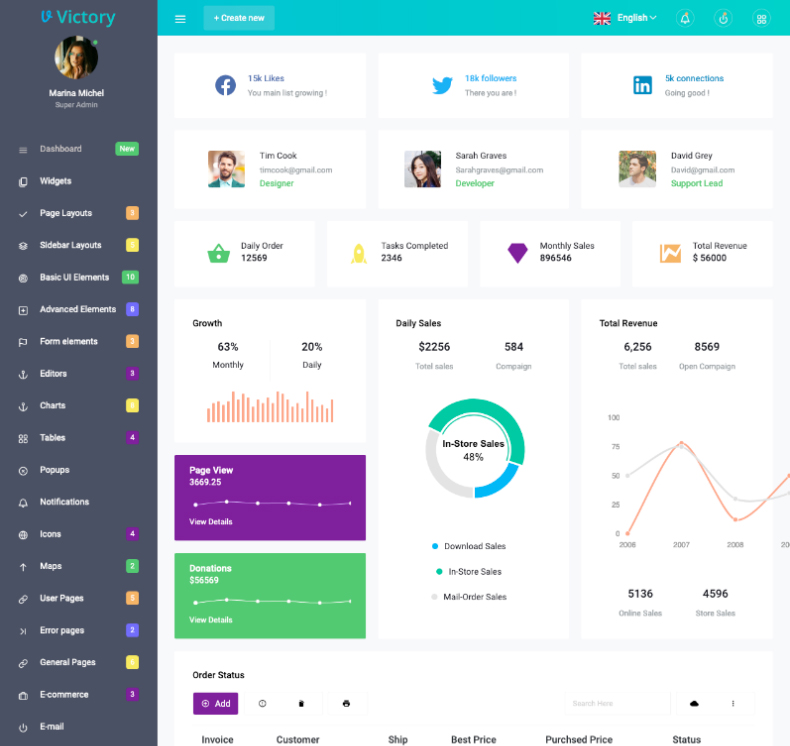 Victory
Marina Michel
Super Admin
Dashboard New
Widgets
Page Layouts 3
Sidebar Layouts
Basic UI Elements 10
Advanced Elements 8
Form elements 3
Editors 3
Charts
Tables 4
Popups
Notifications
Icons 4
Maps 2
User Pages 5
Error pages 2
General Pages
E-commerce 3
E-mail
+ Create new
English
15k Likes
You main list growing !
18k followers
There you are !
5k connections
Going good !
Tim Cook
timcook@gmail.com
Designer
Sarah Graves
Sarahgraves@gmail.com
Developer
David Grey
David@gmail.com
Support Lead
Daily Order
12569
Tasks Completed
2346
Monthly Sales
896546
Total Revenue
$ 56000
Growth
63%
Monthly
20%
Daily
Page View
3669.25
View Details
Donations
$56569
View Details
Daily Sales
$2256
Totel sales
584
Compaign
In-Store Sales
48%
Download Sales
In-Store Sales
Mail-Order Sales
Total Revenue
6,256
Totel sales
8569
Open Compaign
100
75
50
25
0
2006 2007 2008 20
5136
Online Sales
4596
Store Sales
Order Status
Add
Search Here
Invoice Customer Ship Best Price Purchsed Price Status